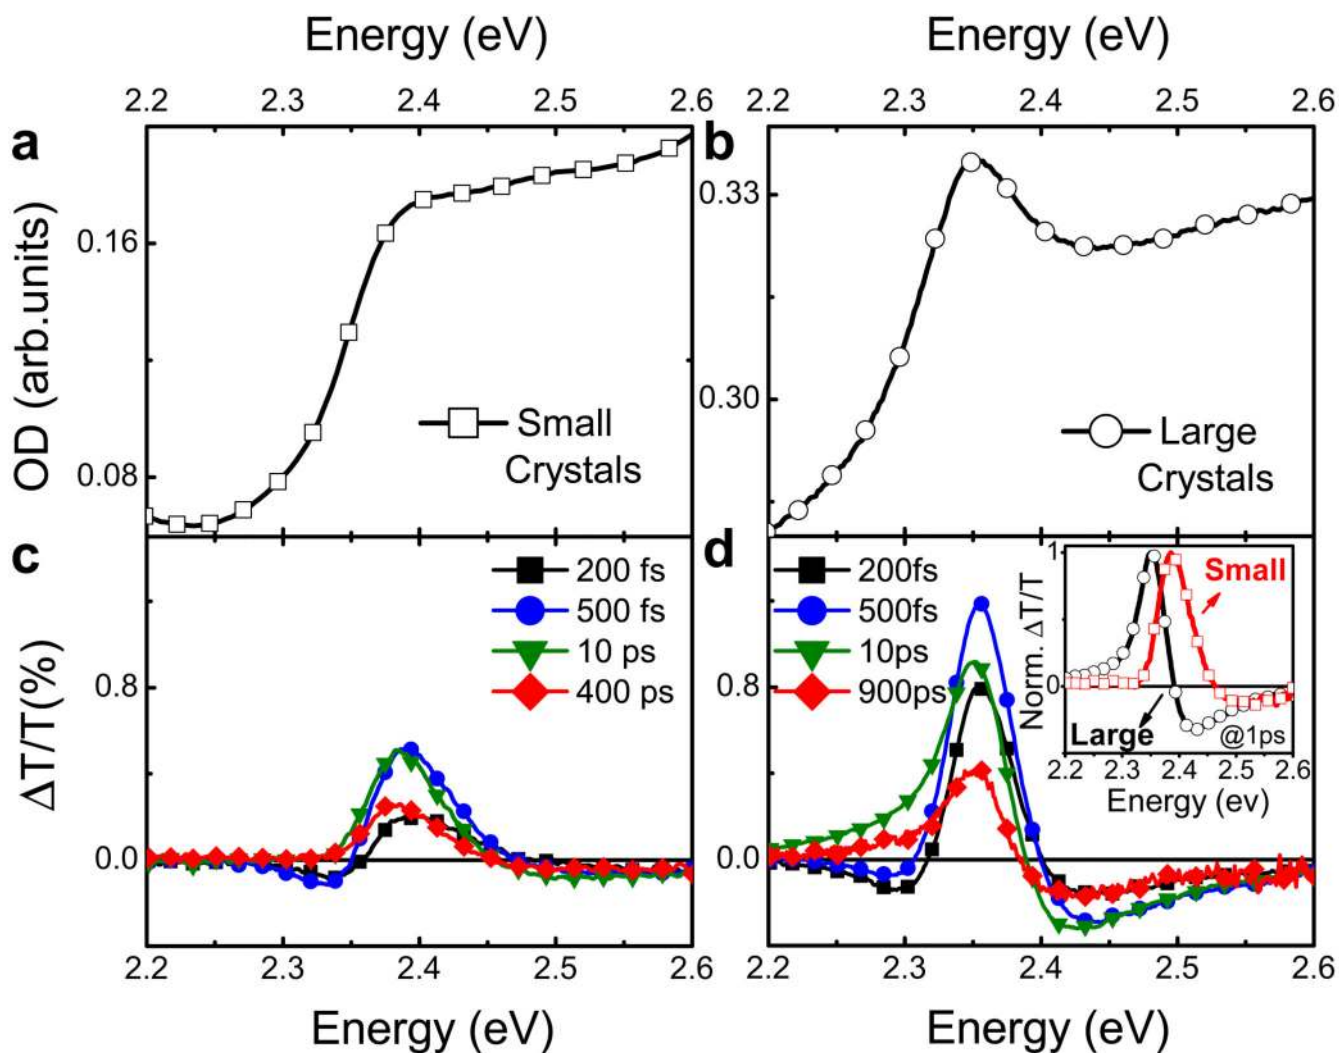 Energy (eV)
Energy (eV)
2.2 2.3 2.4 2.5 2.6
2.2 2.3 2.4 2.5 2.6
a
b
OD (arb.units)
0.16
0.08
Small
Crystals
0.33
0.30
Large
Crystals
c
200 fs
500 fs
10 ps
400 ps
ΔT/T(%)
0.8
0.0
2.2 2.3 2.4 2.5 2.6
Energy (eV)
d
200fs
500fs
10ps
900ps
0.8
0.0
2.2 2.3 2.4 2.5 2.6
Energy (eV)
Norm. ΔT/T
1
0
Small
Large
@1ps
2.2 2.3 2.4 2.5 2.6
Energy (ev)